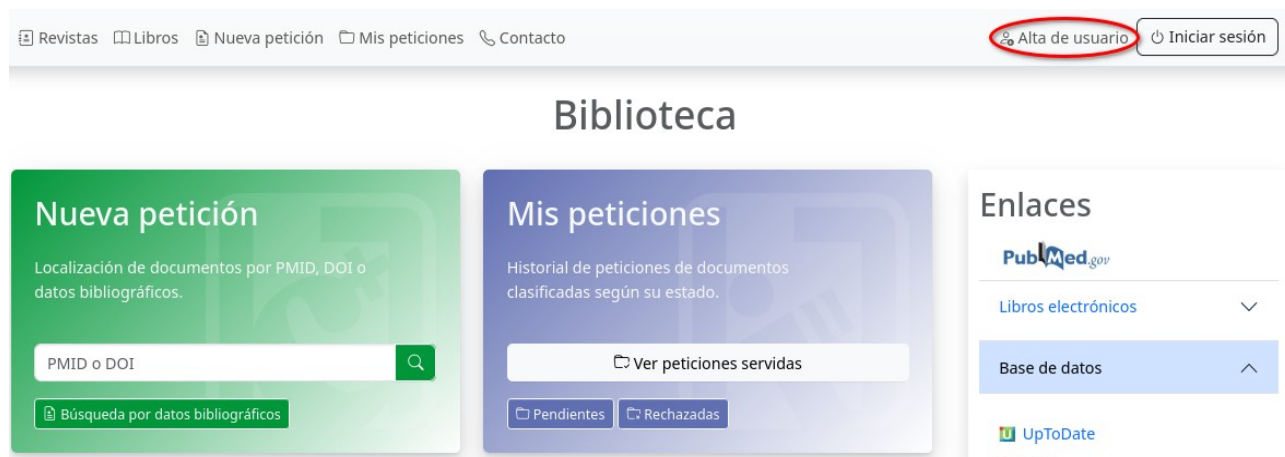 Revistas Libros Nueva petición Mis peticiones Contacto Alta de usuario Iniciar sesión
Biblioteca
Nueva petición
Localización de documentos por PMID, DOI o
datos bibliográficos.
PMID o DOI
Búsqueda por datos bibliográficos
Mis peticiones
Historial de peticiones de documentos
clasificadas según su estado.
Ver peticiones servidas
Pendientes Rechazadas
Enlaces
PubMed.gov
Libros electrónicos
Base de datos
UpToDate